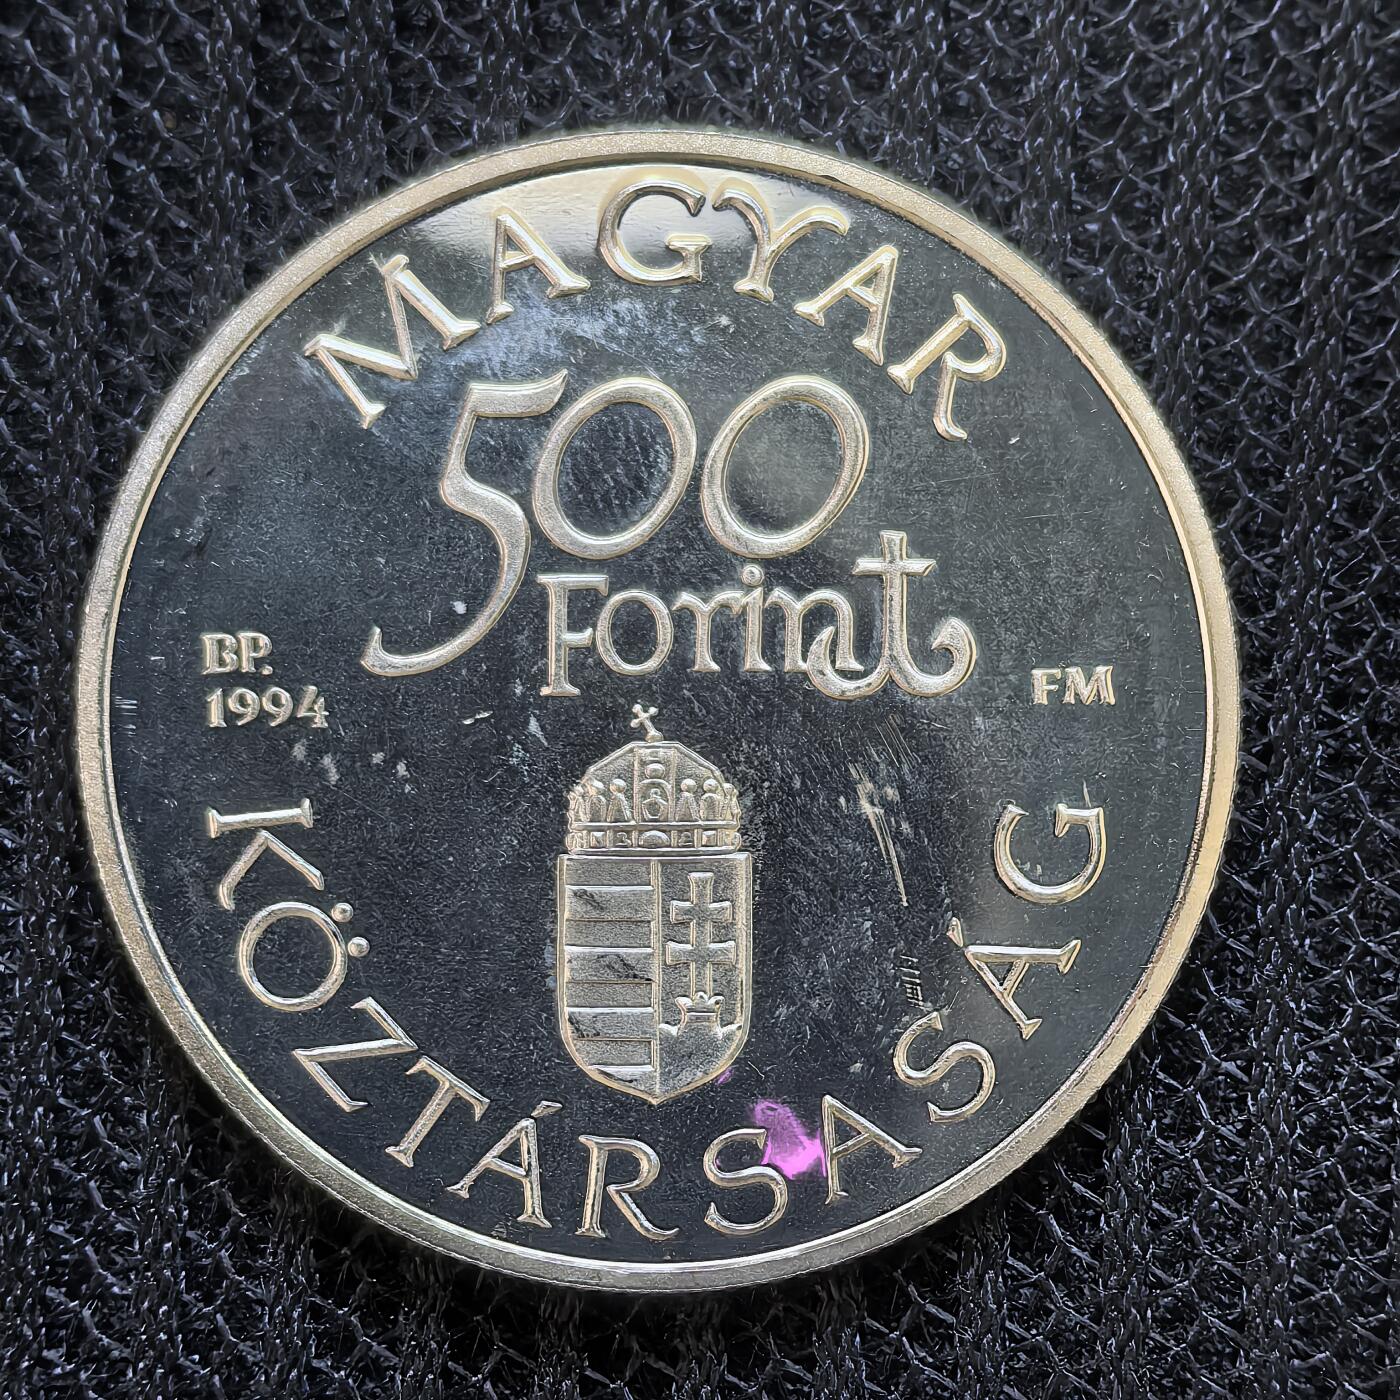 MAGYAR
500
Forint
BP.
1994
FM
KÖZTÁRSASÁG